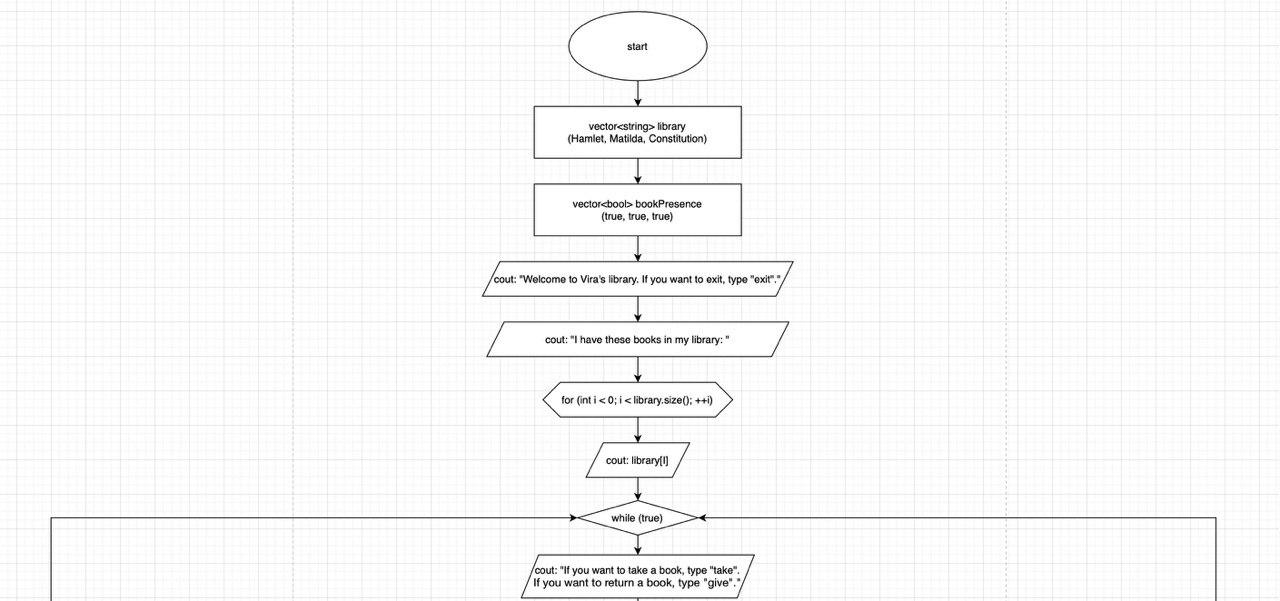 start
vector<string> library
(Hamlet, Matilda, Constitution)
vector<bool> bookPresence
(true, true, true)
cout: "Welcome to Vira's library. If you want to exit, type "exit"."
cout: "I have these books in my library: "
for (int i < 0; i < library.size(); ++i)
cout: library[I]
while (true)
cout: "If you want to take a book, type "take".
If you want to return a book, type "give"."